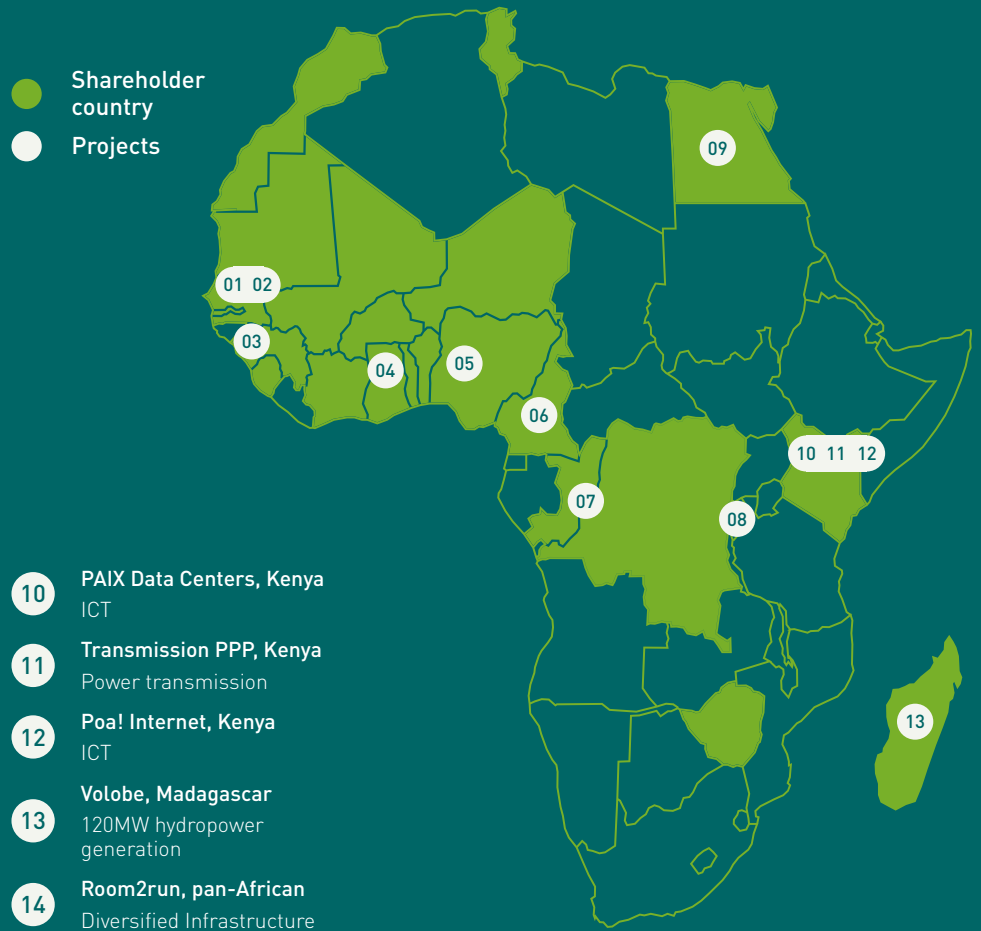 Shareholder
country
Projects
09
01 02
03
04
05
06
10 11 12
07
08
13
10
PAIX Data Centers, Kenya
ICT
11
Transmission PPP, Kenya
Power transmission
12
Poa! Internet, Kenya
ICT
13
Volobe, Madagascar
120MW hydropower
generation
14
Room2run, pan-African
Diversified Infrastructure